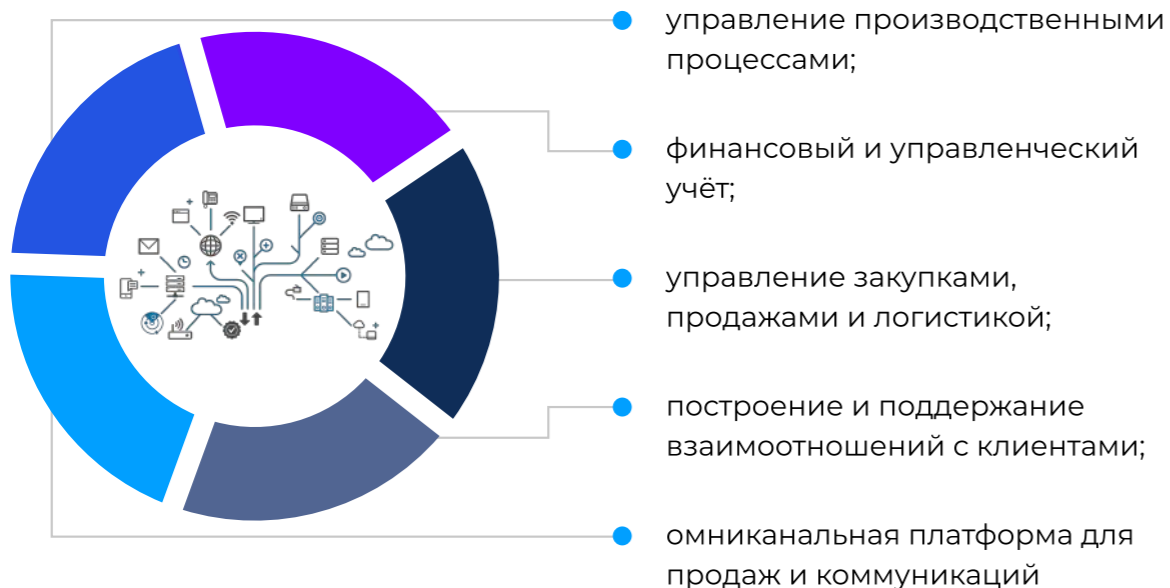 управление производственными
процессами;
финансовый и управленческий
учёт;
управление закупками,
продажами и логистикой;
построение и поддержание
взаимоотношений с клиентами;
омниканальная платформа для
продаж и коммуникаций